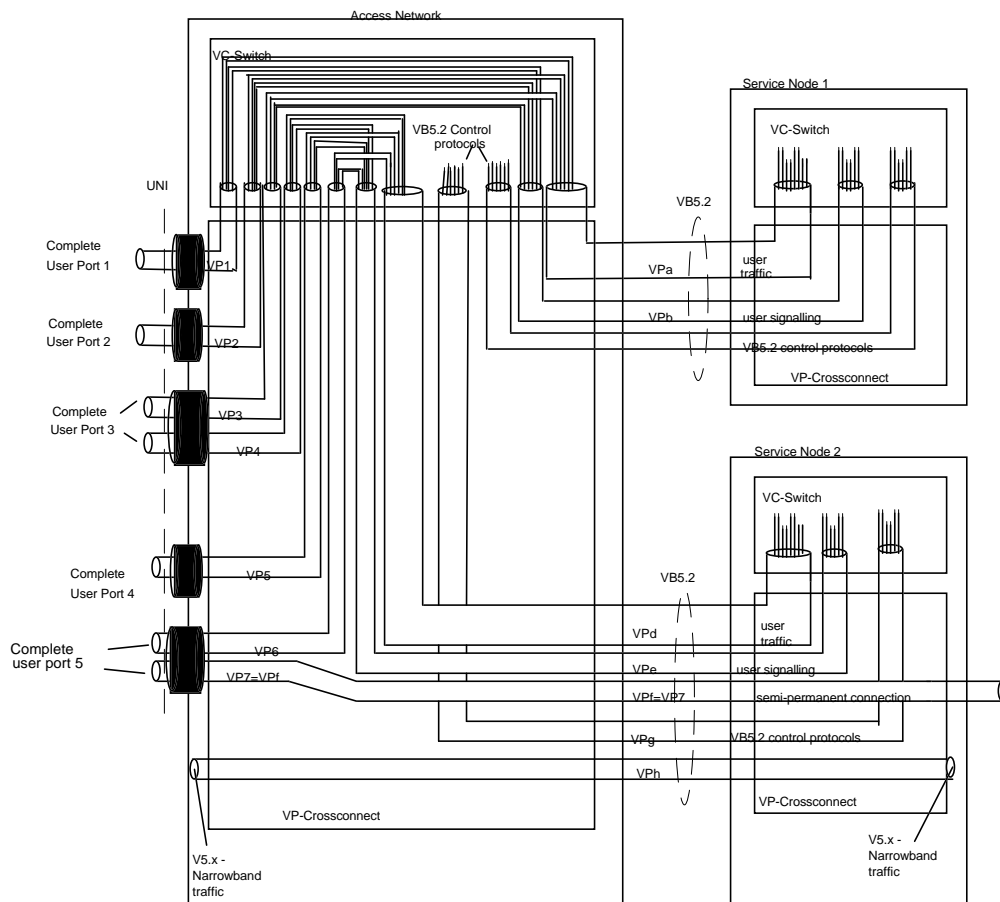 Access Network
VC-Switch
VB5.2 Control
protocols
UNI
Complete
User Port 1
VP1
Complete
User Port 2
VP2
Complete
User Port 3
VP3
VP4
Complete
User Port 4
VP5
Complete
user port 5
VP6
VP7=VPf
VP-Crossconnect
V5.x -
Narrowband
traffic
VB5.2
VPa
user
traffic
VPb
user signalling
VB5.2 control protocols
Service Node 1
VC-Switch
VP-Crossconnect
Service Node 2
VC-Switch
VB5.2
VPd
user
traffic
VPe
user signalling
VPf=VP7
semi-permanent connection
VPg
VB5.2 control protocols
VPh
VP-Crossconnect
V5.x -
Narrowband
traffic